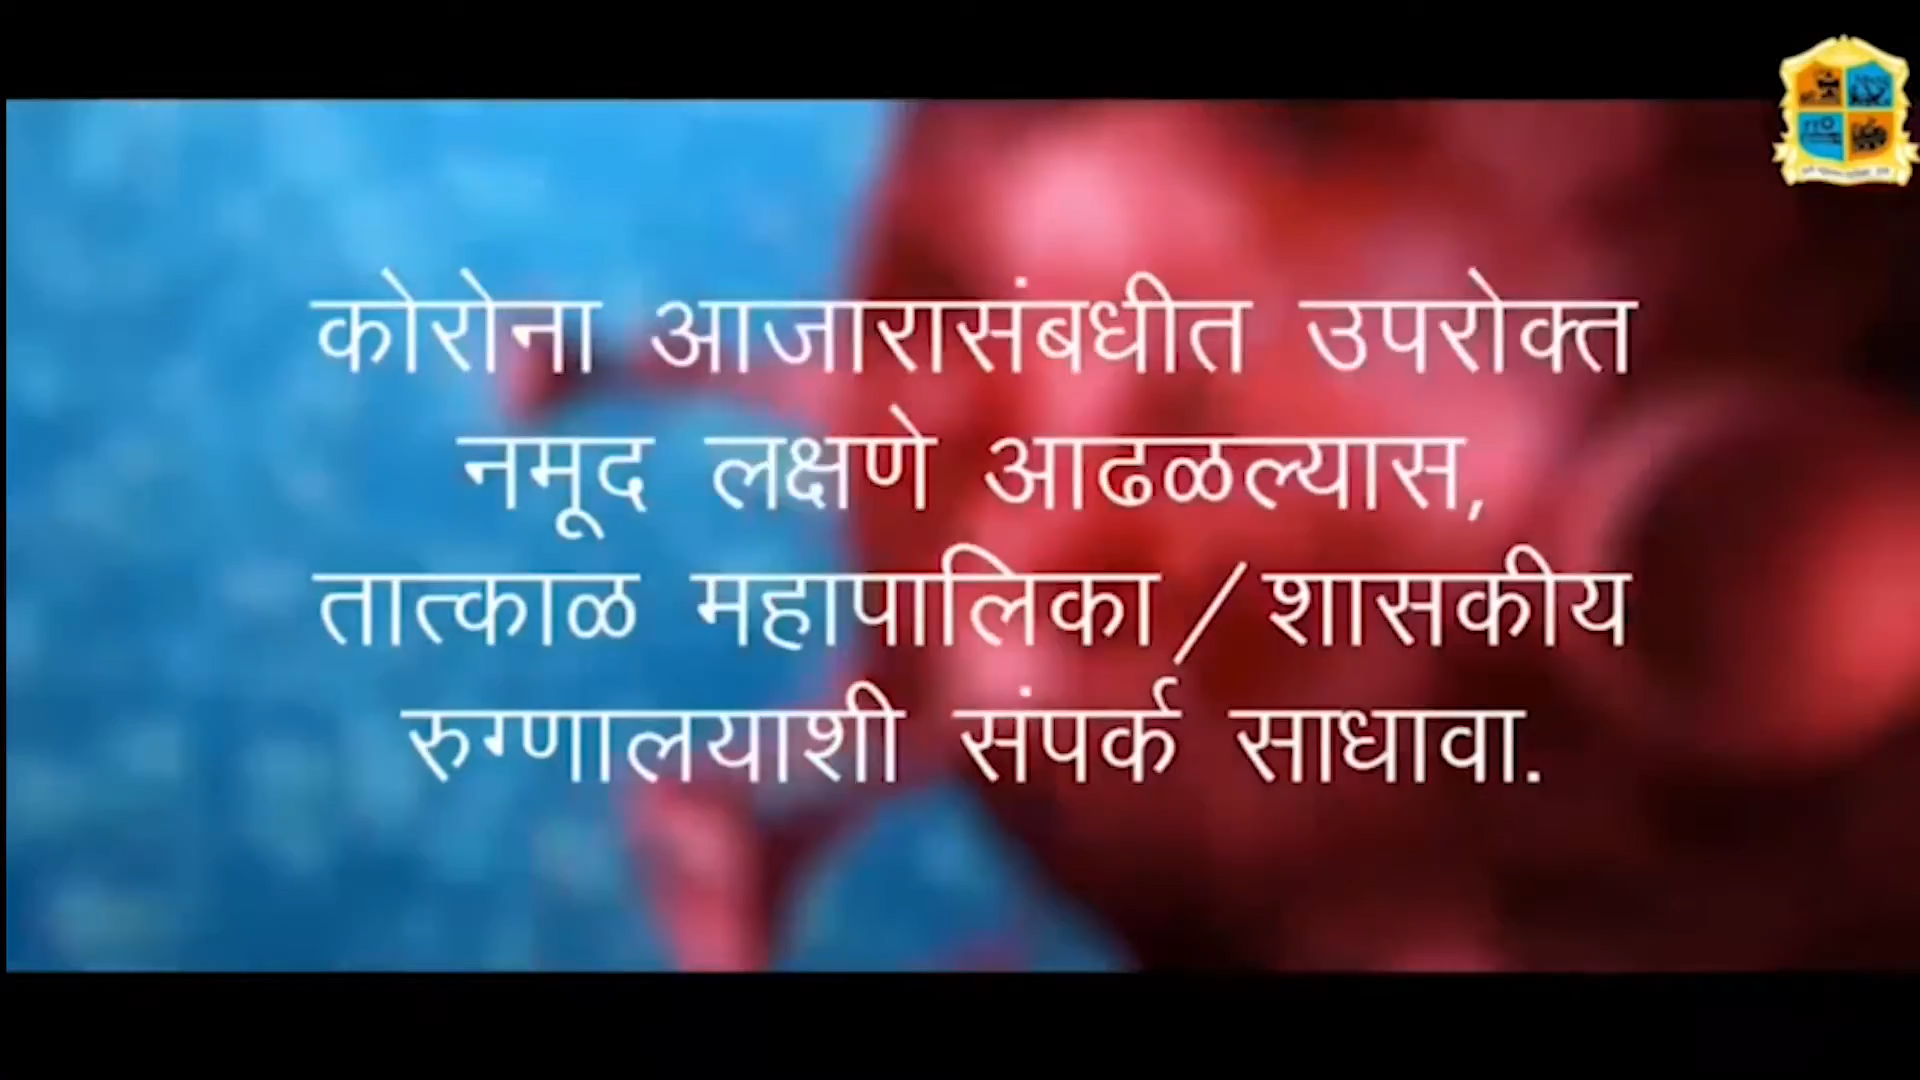 कोरोना आजारासंबधीत उपरोक्त
नमूद लक्षणे आढळल्यास,
तात्काळ महापालिका/शासकीय
रुग्णालयाशी संपर्क साधावा.